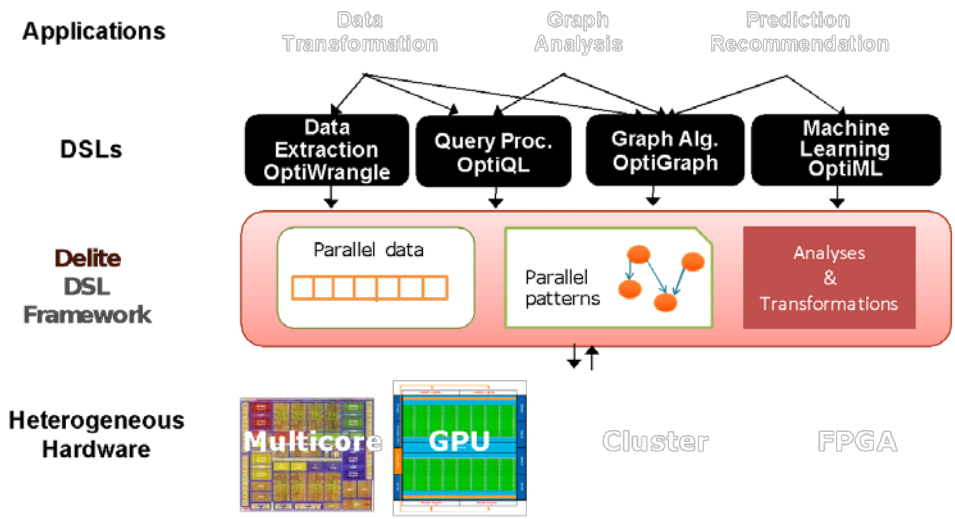 Applications
Data
Transformation
Graph
Analysis
Prediction
Recommendation
DSLs
Data
Extraction
OptiWrangle
Query Proc.
OptiQL
Graph Alg.
OptiGraph
Machine
Learning
OptiML
Delite
DSL
Framework
Parallel data
Parallel
patterns
Analyses
&
Transformations
Heterogeneous
Hardware
Multicore
GPU
Cluster
FPGA